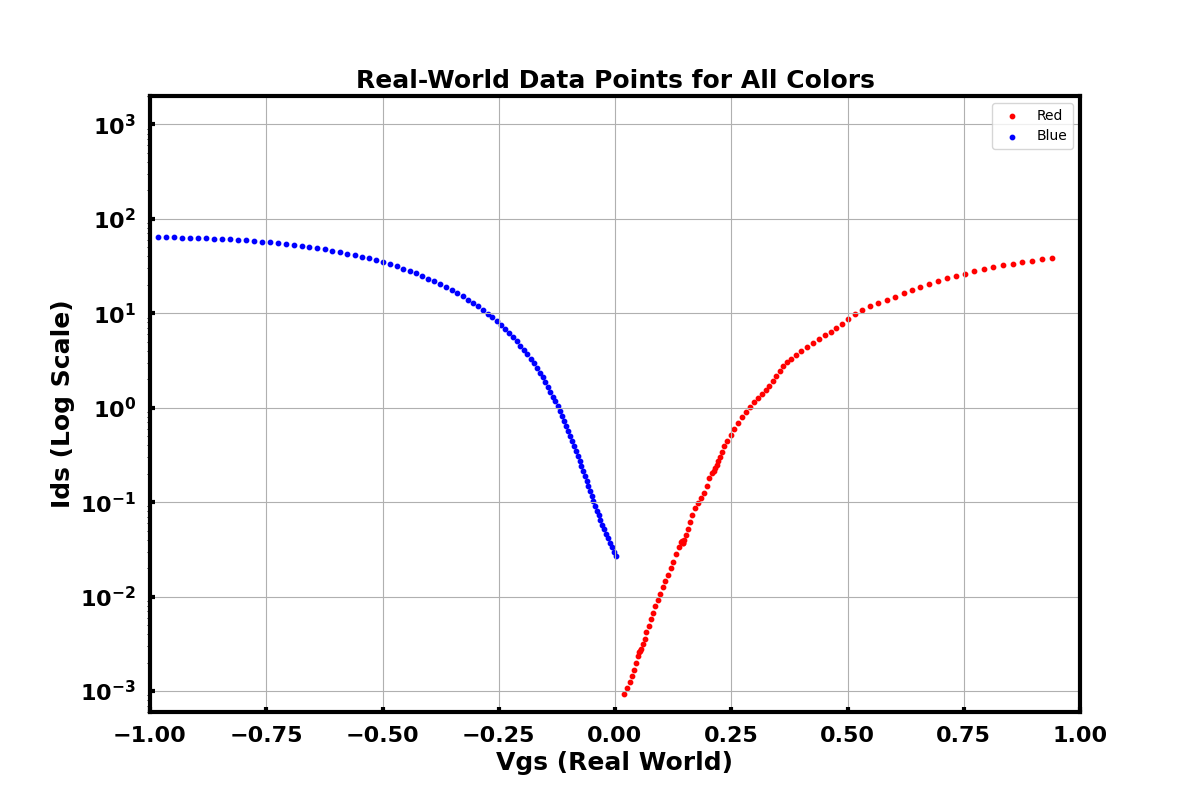 Real-World Data Points for All Colors
Red
Blue
10³
10²
10¹
10⁰
10⁻¹
10⁻²
10⁻³
Ids (Log Scale)
−1.00 −0.75 −0.50 −0.25 0.00 0.25 0.50 0.75 1.00
Vgs (Real World)